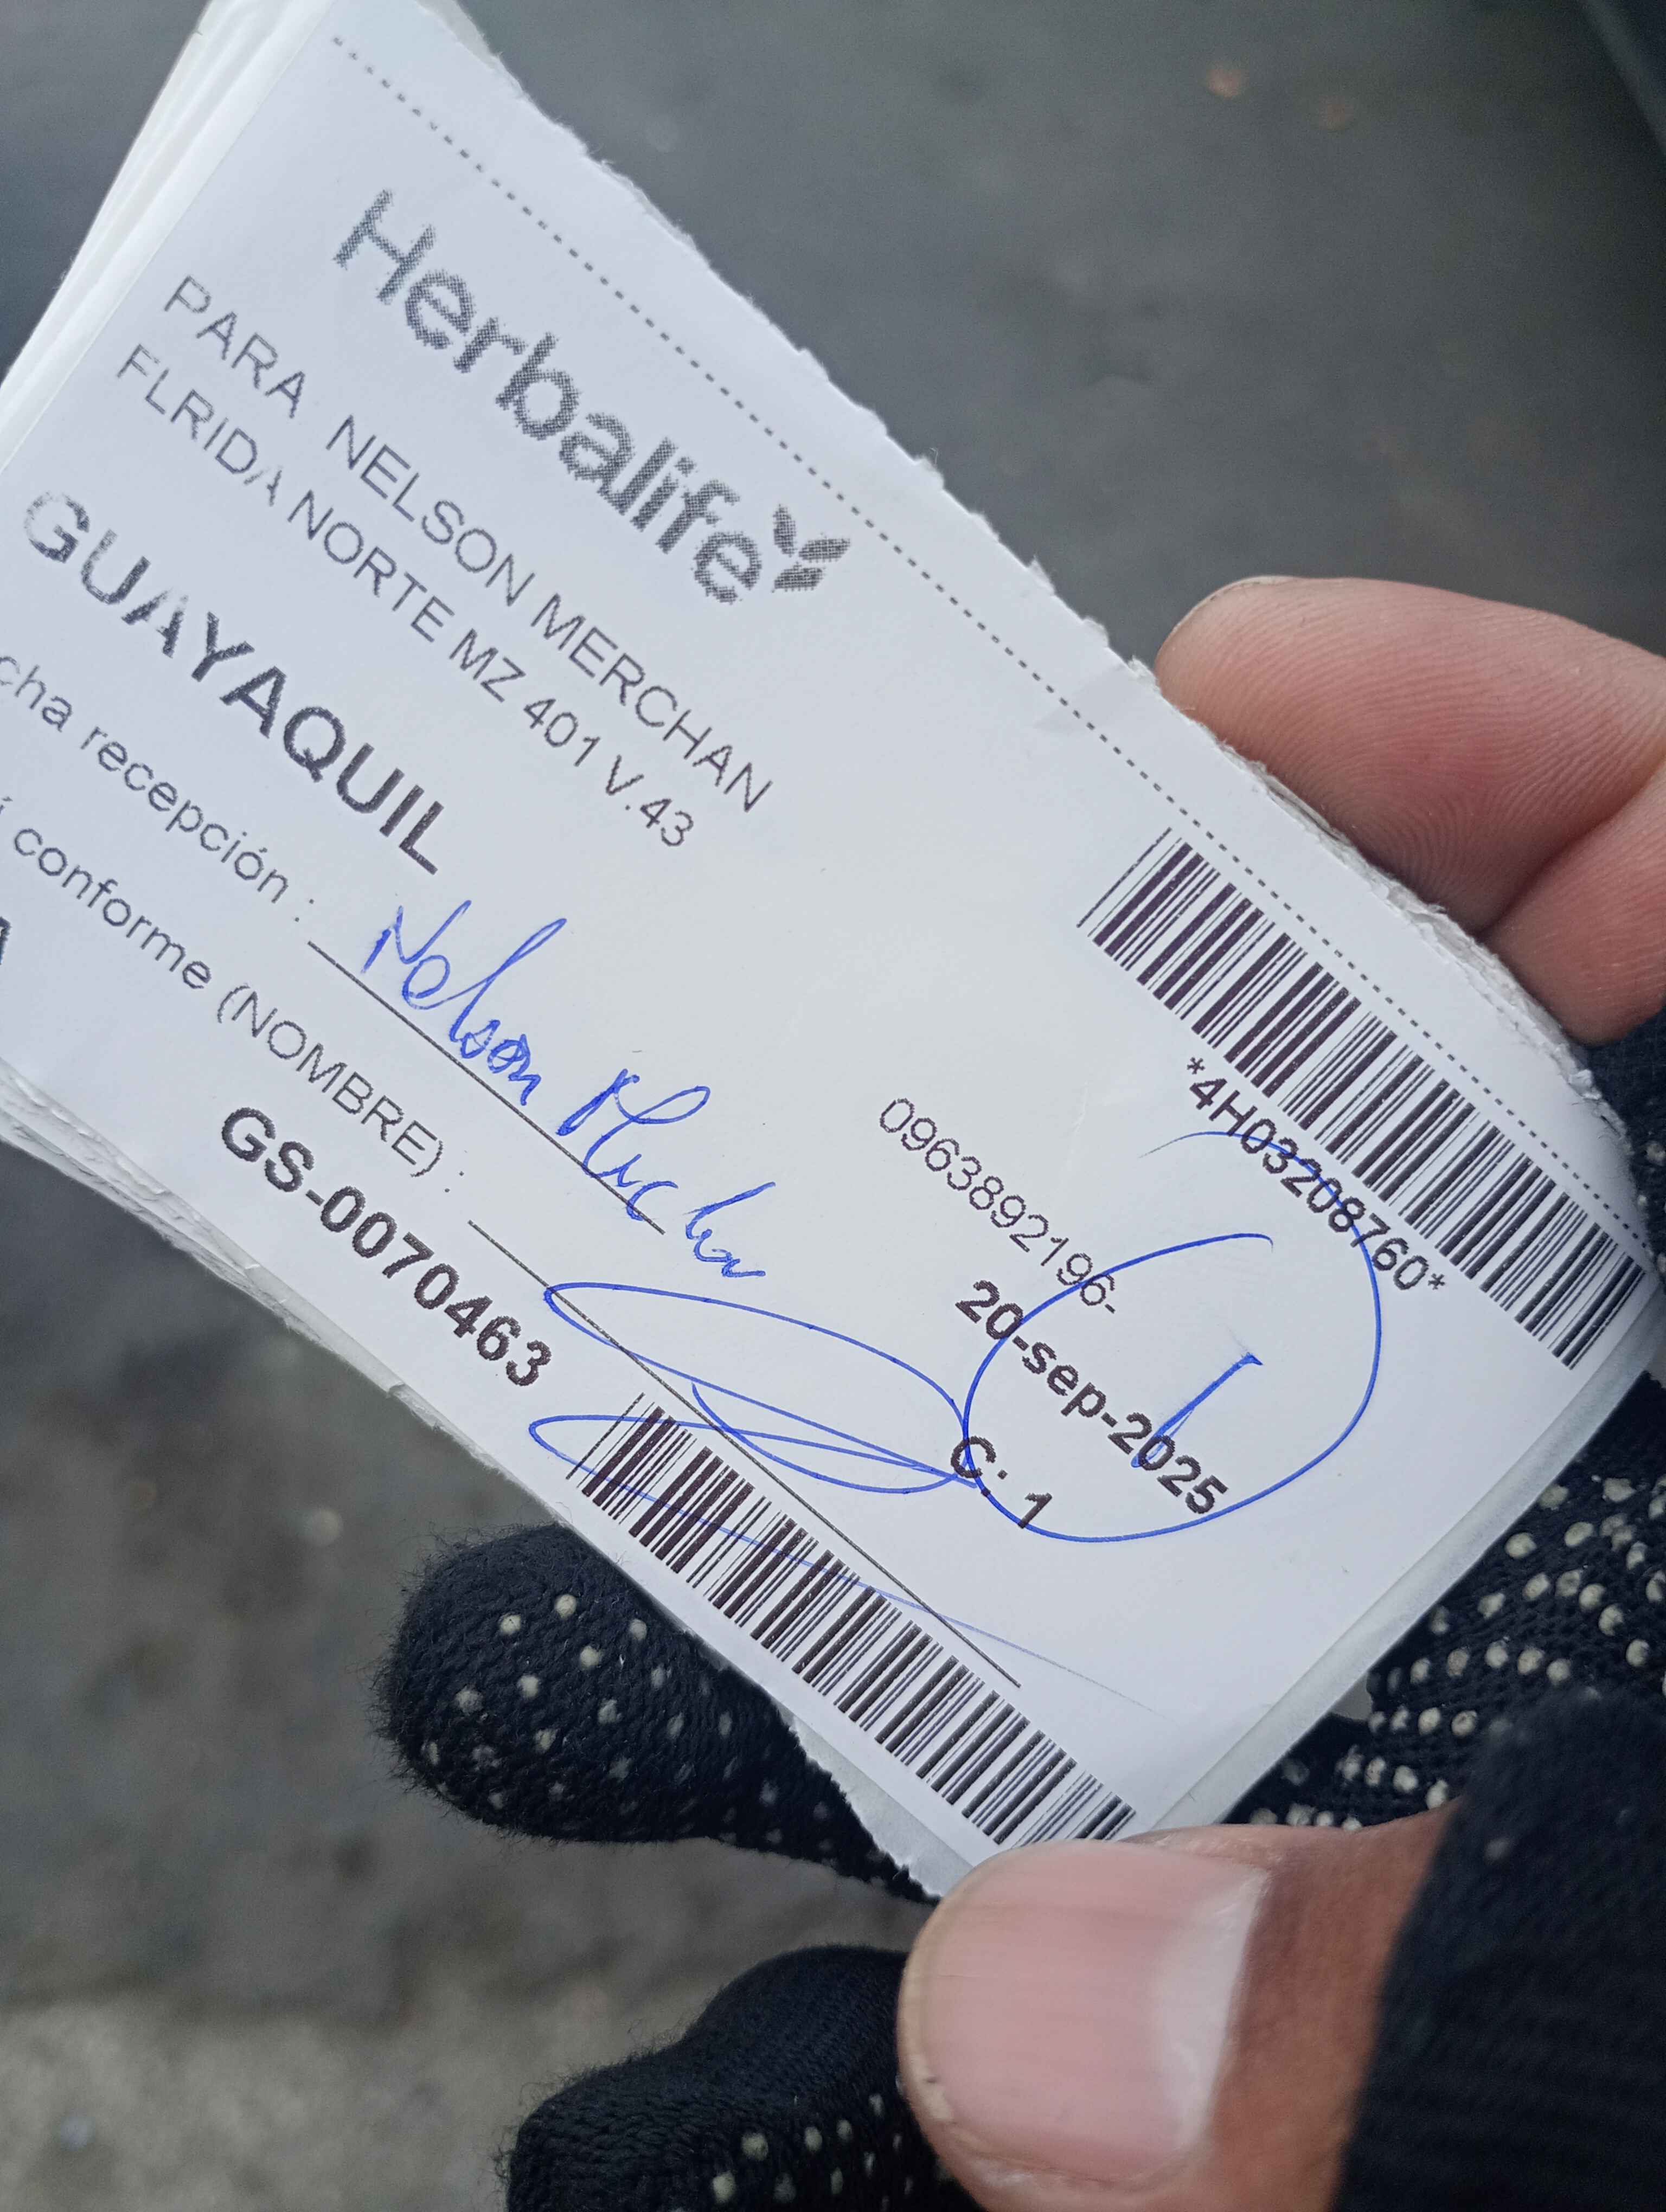 Herbalife
*4H03208760*
PARA NELSON MERCHAN
FLRIDA NORTE MZ 401 V.43
0963892196-
GUAYAQUIL
20-sep-2025
cha recepción :
Nelson
C. 1
1
í conforme (NOMBRE) :
GS-0070463